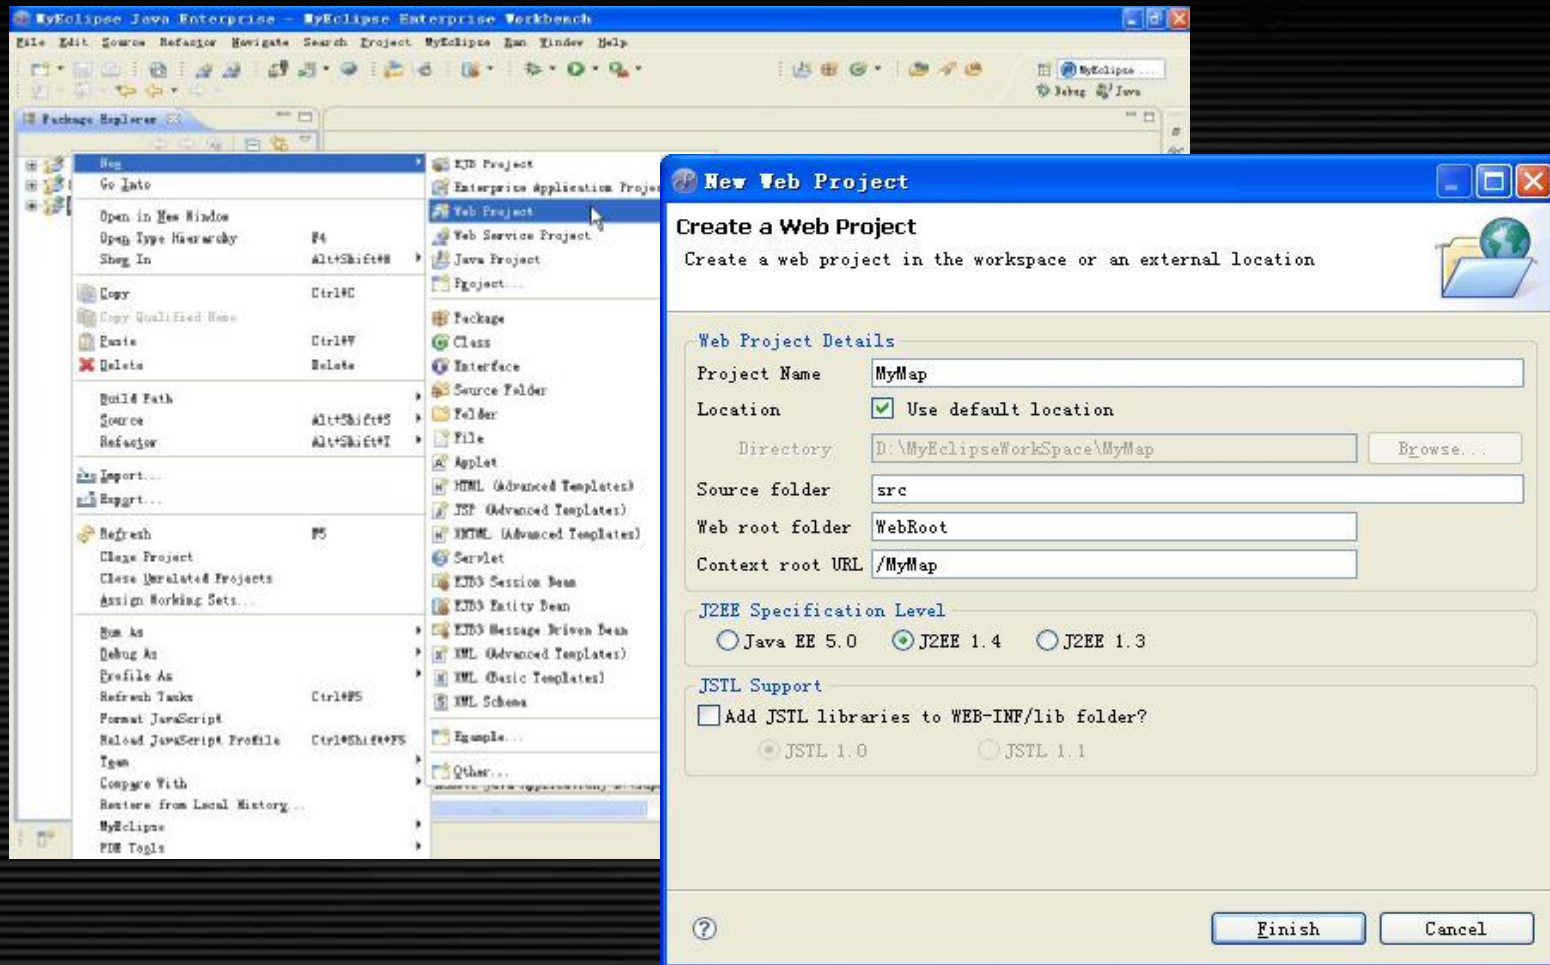 MyEclipse Java Enterprise - MyEclipse Enterprise Workbench
File Edit Source Refactor Navigate Search Project MyEclipse Run Window Help
MyEclipse ...
Debug Java
Package Explorer
New
Go Into
Open in New Window
Open Type Hierarchy F4
Show In Alt+Shift+W
Copy Ctrl+C
Copy Qualified Name
Paste Ctrl+V
Delete Delete
Build Path
Source Alt+Shift+S
Refactor Alt+Shift+T
Import...
Export...
Refresh F5
Close Project
Close Unrelated Projects
Assign Working Sets...
Run As
Debug As
Profile As
Refresh Tasks Ctrl+F5
Format JavaScript
Reload JavaScript Profile Ctrl+Shift+F5
Team
Compare With
Restore from Local History...
MyEclipse
PDE Tools
EJB Project
Enterprise Application Projec
Web Project
Web Service Project
Java Project
Project...
Package
Class
Interface
Source Folder
Folder
File
Applet
HTML (Advanced Templates)
JSP (Advanced Templates)
XHTML (Advanced Templates)
Servlet
EJB3 Session Bean
EJB3 Entity Bean
EJB3 Message Driven Bean
XML (Advanced Templates)
XML (Basic Templates)
XML Schema
Example...
Other...
New Web Project
Create a Web Project
Create a web project in the workspace or an external location
Web Project Details
Project Name MyMap
Location Use default location
Directory D:\MyEclipseWorkSpace\MyMap Browse...
Source folder src
Web root folder WebRoot
Context root URL /MyMap
J2EE Specification Level
Java EE 5.0 J2EE 1.4 J2EE 1.3
JSTL Support
Add JSTL libraries to WEB-INF/lib folder?
JSTL 1.0 JSTL 1.1
Finish Cancel